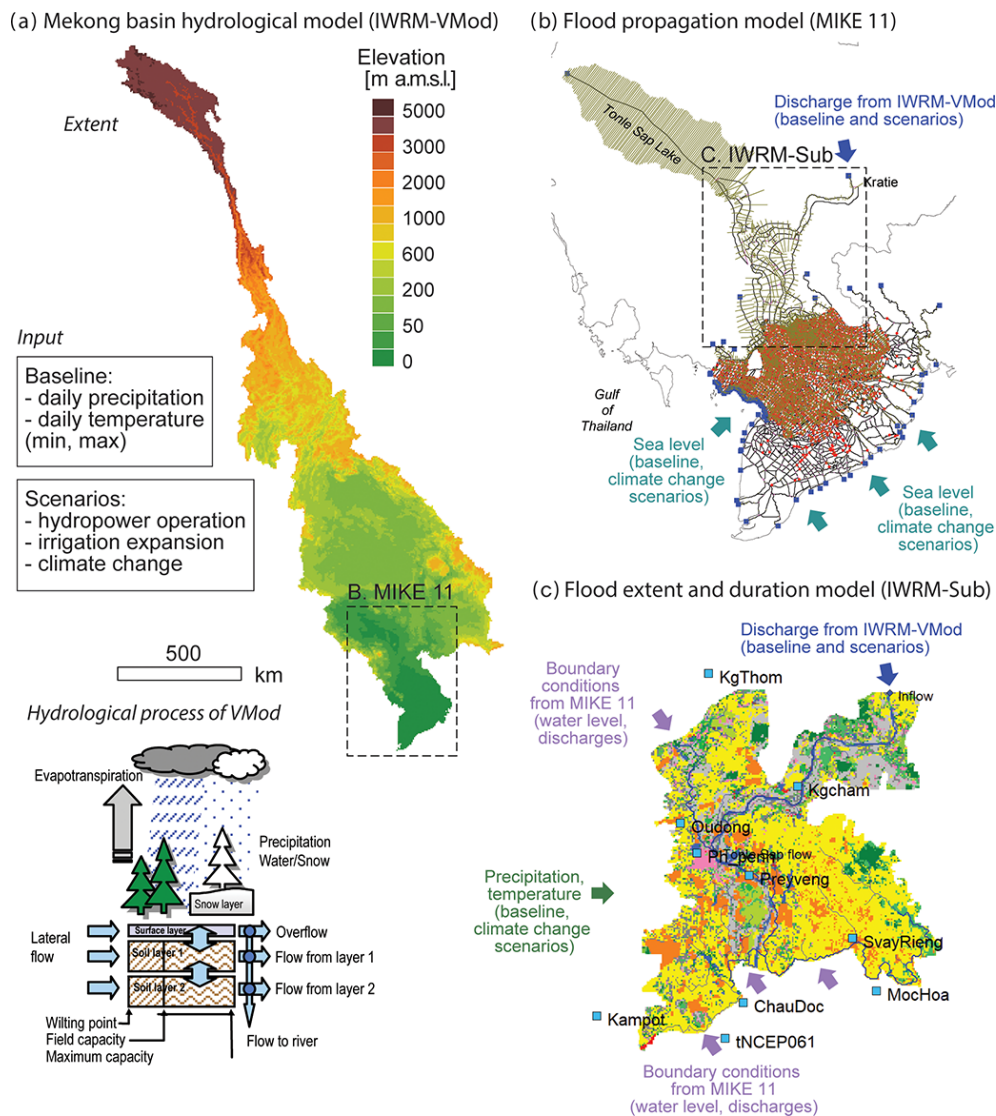 (a) Mekong basin hydrological model (IWRM-VMod)
Elevation
[m a.m.s.l.]
5000
3000
2000
1000
600
200
50
0
Extent
Input
Baseline:
- daily precipitation
- daily temperature
(min, max)
Scenarios:
- hydropower operation
- irrigation expansion
- climate change
B. MIKE 11
500
km
Hydrological process of VMod
Evapotranspiration
Precipitation
Water/Snow
Snow layer
Lateral
flow
Surface layer
Soil layer 1
Soil layer 2
Overflow
Flow from layer 1
Flow from layer 2
Wilting point
Field capacity
Maximum capacity
Flow to river
(b) Flood propagation model (MIKE 11)
Discharge from IWRM-VMod
(baseline and scenarios)
Tonle Sap Lake
C. IWRM-Sub
Kratie
Gulf
of
Thailand
Sea level
(baseline,
climate change
scenarios)
Sea level
(baseline,
climate change
scenarios)
(c) Flood extent and duration model (IWRM-Sub)
Discharge from IWRM-VMod
(baseline and scenarios)
Boundary
conditions
from MIKE 11
(water level,
discharges)
KgThom
Inflow
Kgcham
Oudong
Tonle Sap flow
Preyveng
Precipitation,
temperature
(baseline,
climate change
scenarios)
SvayRieng
MocHoa
ChauDoc
Kampot
tNCEP061
Boundary conditions
from MIKE 11
(water level, discharges)